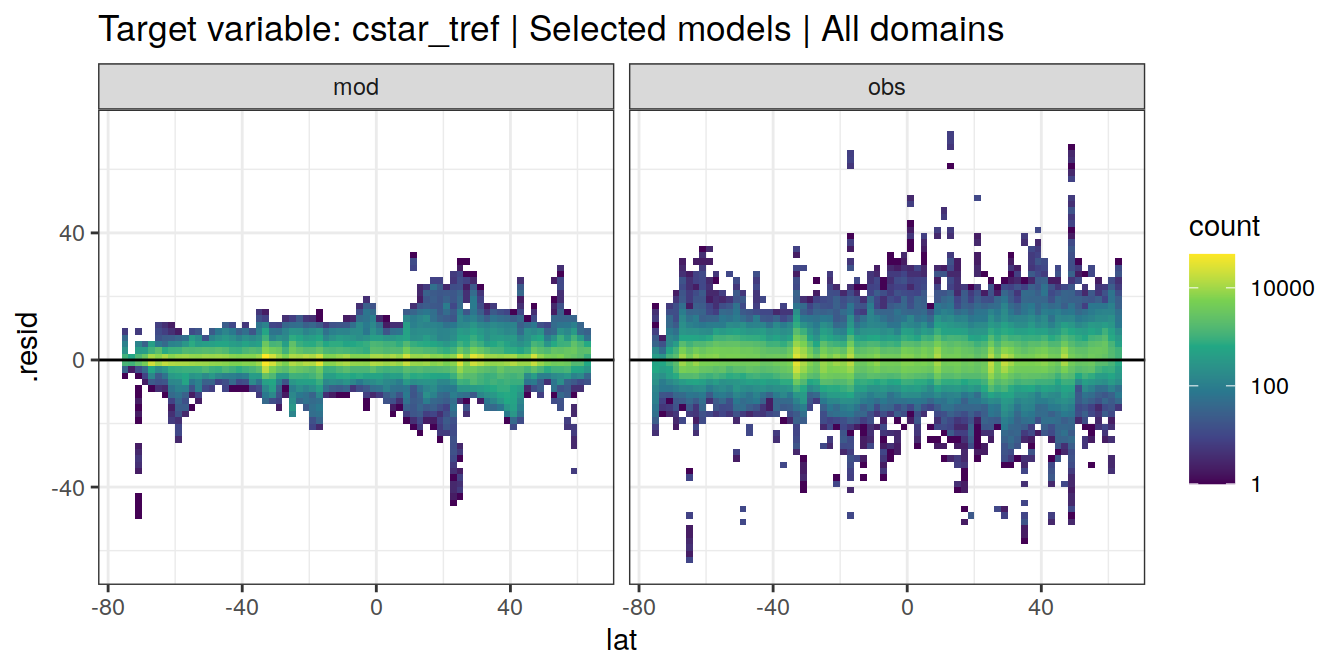 Target variable: cstar_tref | Selected models | All domains
mod
obs
.resid
40
0
-40
-80
-40
0
40
-80
-40
0
40
lat
count
10000
100
1